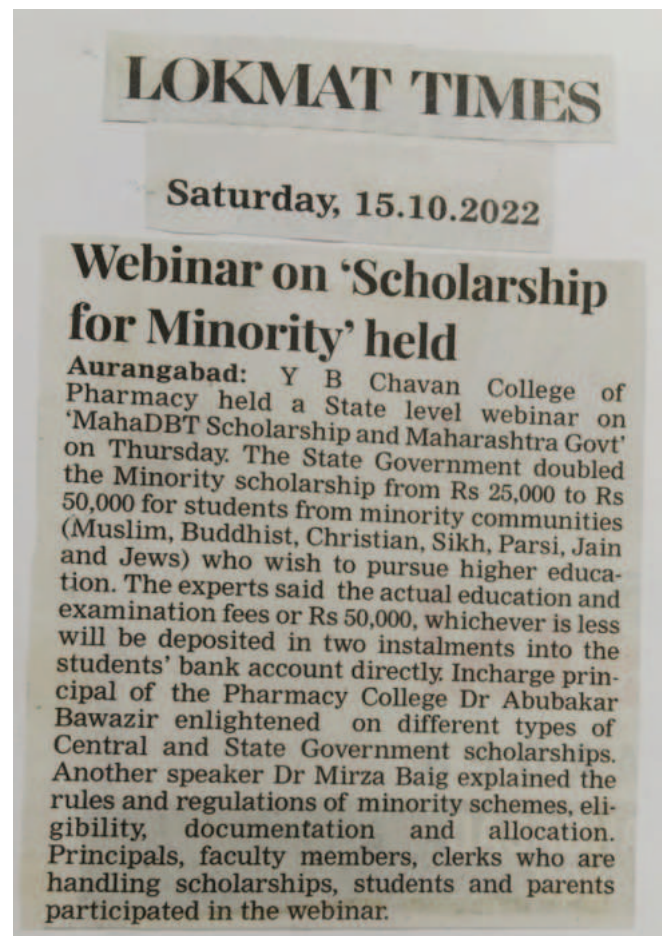 LOKMAT TIMES
Saturday, 15.10.2022
Webinar on ‘Scholarship
for Minority’ held
Aurangabad: Y B Chavan College of
Pharmacy held a State level webinar on
‘MahaDBT Scholarship and Maharashtra Govt’
on Thursday. The State Government doubled
the Minority scholarship from Rs 25,000 to Rs
50,000 for students from minority communities
(Muslim, Buddhist, Christian, Sikh, Parsi, Jain
and Jews) who wish to pursue higher educa-
tion. The experts said the actual education and
examination fees or Rs 50,000, whichever is less
will be deposited in two instalments into the
students’ bank account directly. Incharge prin-
cipal of the Pharmacy College Dr Abubakar
Bawazir enlightened on different types of
Central and State Government scholarships.
Another speaker Dr Mirza Baig explained the
rules and regulations of minority schemes, eli-
gibility, documentation and allocation.
Principals, faculty members, clerks who are
handling scholarships, students and parents
participated in the webinar.